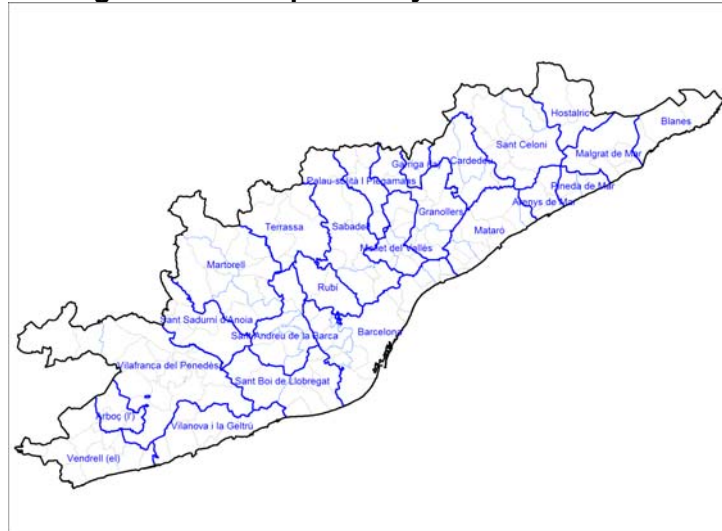 Hostalric
Blanes
Sant Celoni
Malgrat de Mar
Cardedeu
Palau-solità I Plegamans
Pineda de Mar
Arenys de Mar
Granollers
Terrassa
Sabadell
Mataró
Mollet del Vallès
Martorell
Rubí
Sant Sadurní d'Anoia
Sant Andreu de la Barca
Barcelona
Vilafranca del Penedès
Sant Boi de Llobregat
Arboç (l')
Vilanova i la Geltrú
Vendrell (el)